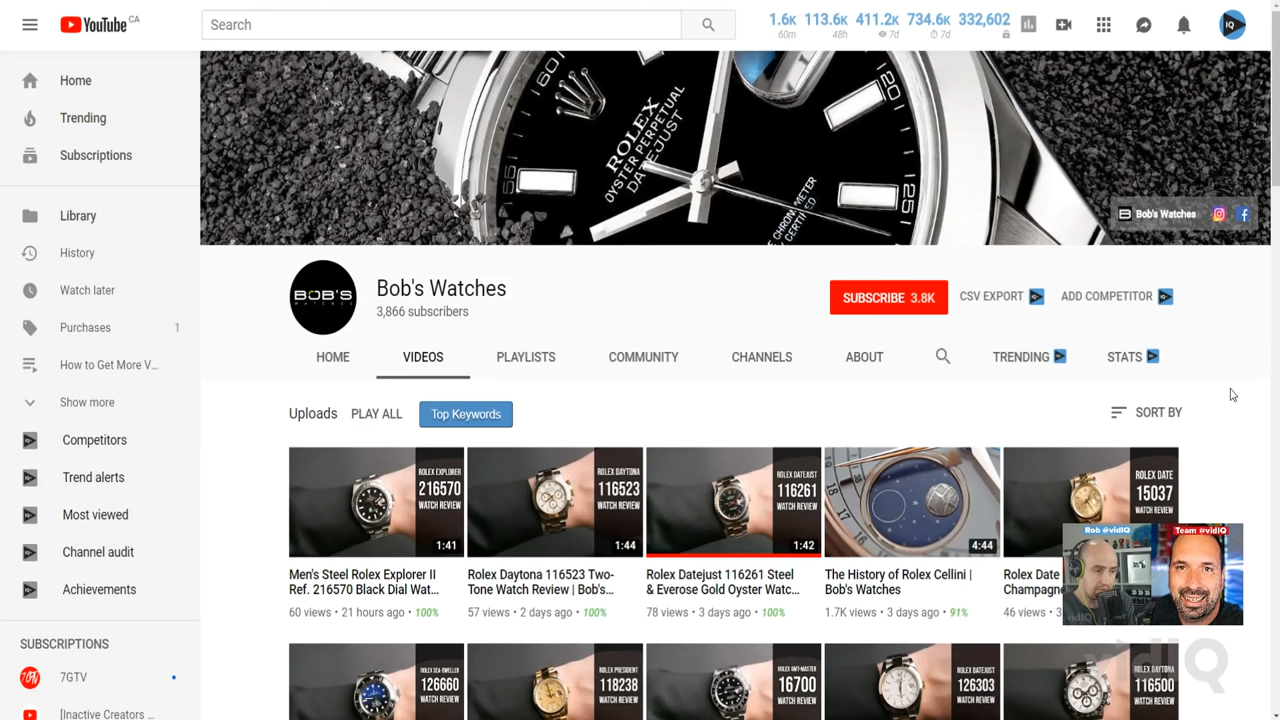 YouTube CA
Search
1.6K 113.6K 411.2K 734.6K 332,602
60m 48h 7d 7d
IQ
Home
Trending
Subscriptions
Library
History
Watch later
Purchases 1
How to Get More V...
Show more
Competitors
Trend alerts
Most viewed
Channel audit
Achievements
SUBSCRIPTIONS
7GTV
[Inactive Creators ...
160
120
125
155
ROLEX
OYSTER PERPETUAL
DATEJUST
Bob's Watches
BOB'S
WATCHES
Bob's Watches
3,866 subscribers
SUBSCRIBE 3.8K
CSV EXPORT
ADD COMPETITOR
HOME
VIDEOS
PLAYLISTS
COMMUNITY
CHANNELS
ABOUT
TRENDING
STATS
Uploads
PLAY ALL
Top Keywords
SORT BY
ROLEX EXPLORER
216570
WATCH REVIEW
1:41
Men's Steel Rolex Explorer II
Ref. 216570 Black Dial Wat...
60 views • 21 hours ago • 100%
ROLEX DAYTONA
116523
WATCH REVIEW
1:44
Rolex Daytona 116523 Two-
Tone Watch Review | Bob's...
57 views • 2 days ago • 100%
ROLEX DATEJUST
116261
WATCH REVIEW
1:42
Rolex Datejust 116261 Steel
& Everose Gold Oyster Watc...
78 views • 3 days ago • 100%
4:44
The History of Rolex Cellini |
Bob's Watches
1.7K views • 3 days ago • 91%
ROLEX DATE
15037
WATCH REVIEW
Rolex Date
Champagne
46 views • 3
Rob @vidIQ
Team @vidIQ
vidIQ
ROLEX SEA-DWELLER
126660
WATCH REVIEW
ROLEX PRESIDENT
118238
WATCH REVIEW
ROLEX GMT-MASTER
16700
WATCH REVIEW
ROLEX DATEJUST
126303
WATCH REVIEW
ROLEX DAYTONA
116500
WATCH REVIEW
vidIQ